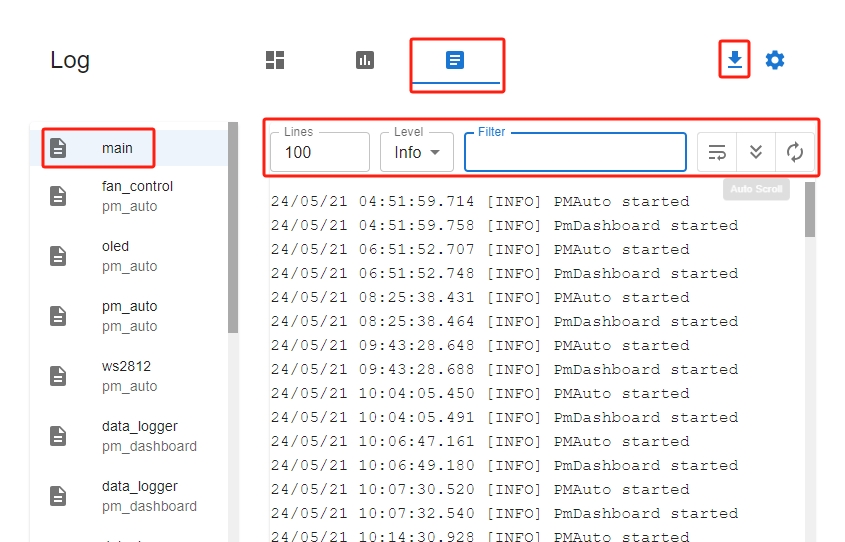 Log
Lines
100
Level
Info
Filter
Auto Scroll
main
fan_control
pm_auto
oled
pm_auto
pm_auto
pm_auto
ws2812
pm_auto
data_logger
pm_dashboard
data_logger
pm_dashboard
24/05/21 04:51:59.714 [INFO] PMAuto started
24/05/21 04:51:59.758 [INFO] PmDashboard started
24/05/21 06:51:52.707 [INFO] PMAuto started
24/05/21 06:51:52.748 [INFO] PmDashboard started
24/05/21 08:25:38.431 [INFO] PMAuto started
24/05/21 08:25:38.464 [INFO] PmDashboard started
24/05/21 09:43:28.648 [INFO] PMAuto started
24/05/21 09:43:28.688 [INFO] PmDashboard started
24/05/21 10:04:05.450 [INFO] PMAuto started
24/05/21 10:04:05.491 [INFO] PmDashboard started
24/05/21 10:06:47.161 [INFO] PMAuto started
24/05/21 10:06:49.180 [INFO] PmDashboard started
24/05/21 10:07:30.520 [INFO] PMAuto started
24/05/21 10:07:32.540 [INFO] PmDashboard started
24/05/21 10:14:30.928 [INFO] PMAuto started